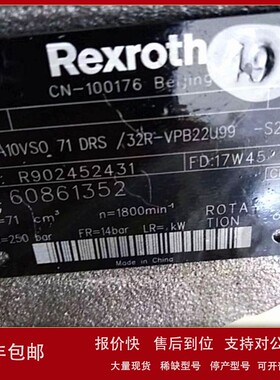 Rexroth
19
CN-100176 Beijing
A10VSO 71 DRS /32R-VPB22U99 -S2
R902452431
FD:17W45
60861352
=71 cm³
n=1800min⁻¹
ROTA
TION
=250 bar
FR=14bar
LR=.kW
Made in China
包邮
报价快 售后到位 支持对公
大量现货 稀缺型号 停产型号 可开